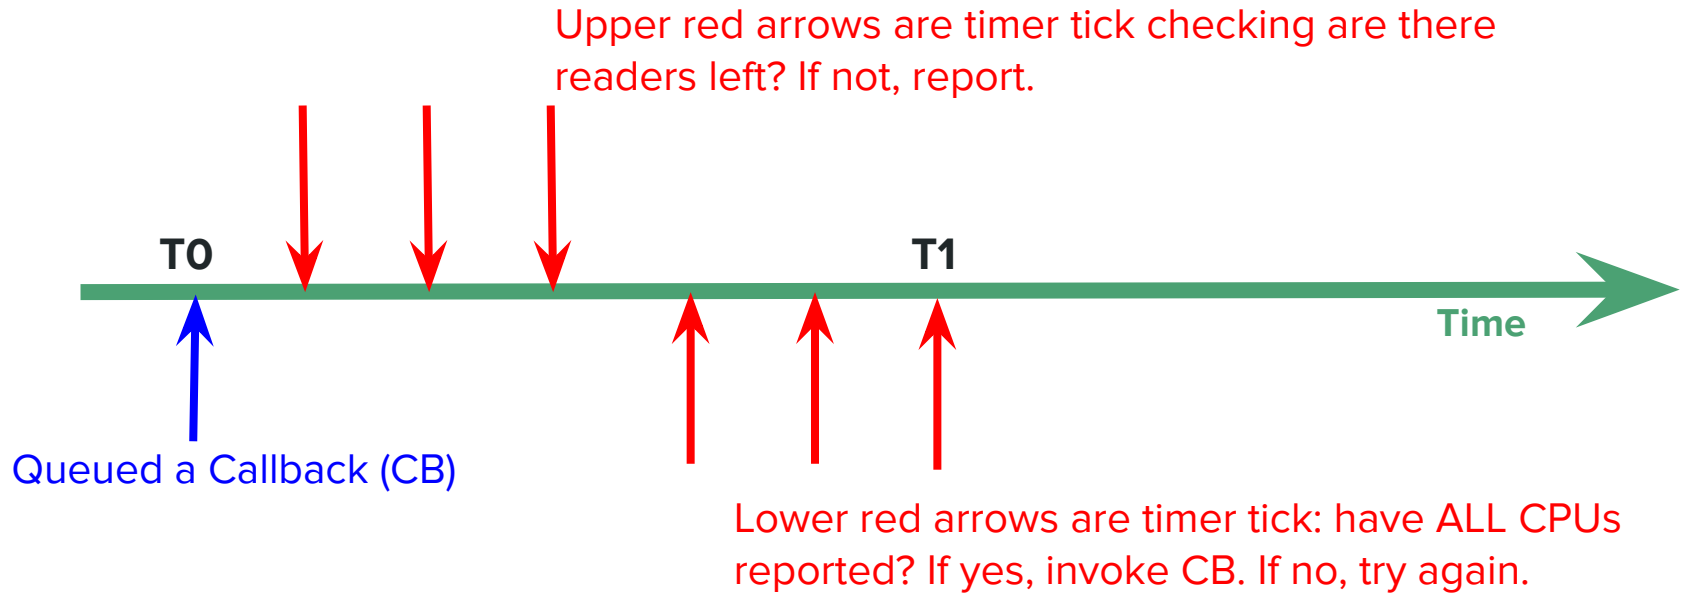 Upper red arrows are timer tick checking are there
readers left? If not, report.
T0
T1
Time
Queued a Callback (CB)
Lower red arrows are timer tick: have ALL CPUs
reported? If yes, invoke CB. If no, try again.